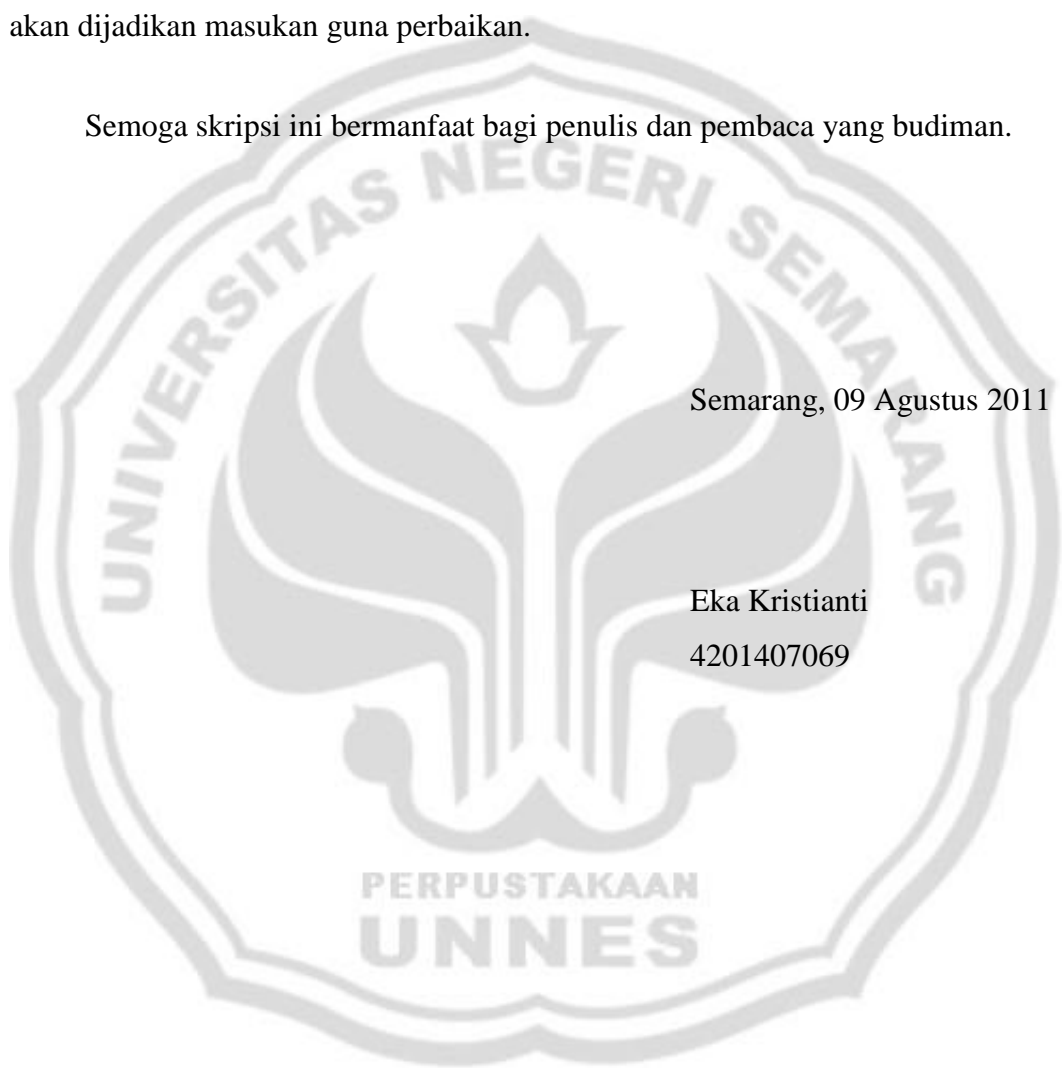 akan dijadikan masukan guna perbaikan.
Semoga skripsi ini bermanfaat bagi penulis dan pembaca yang budiman.
UNIVERSITAS NEGERI SEMARANG
Semarang, 09 Agustus 2011
Eka Kristianti
4201407069
PERPUSTAKAAN
UNNES